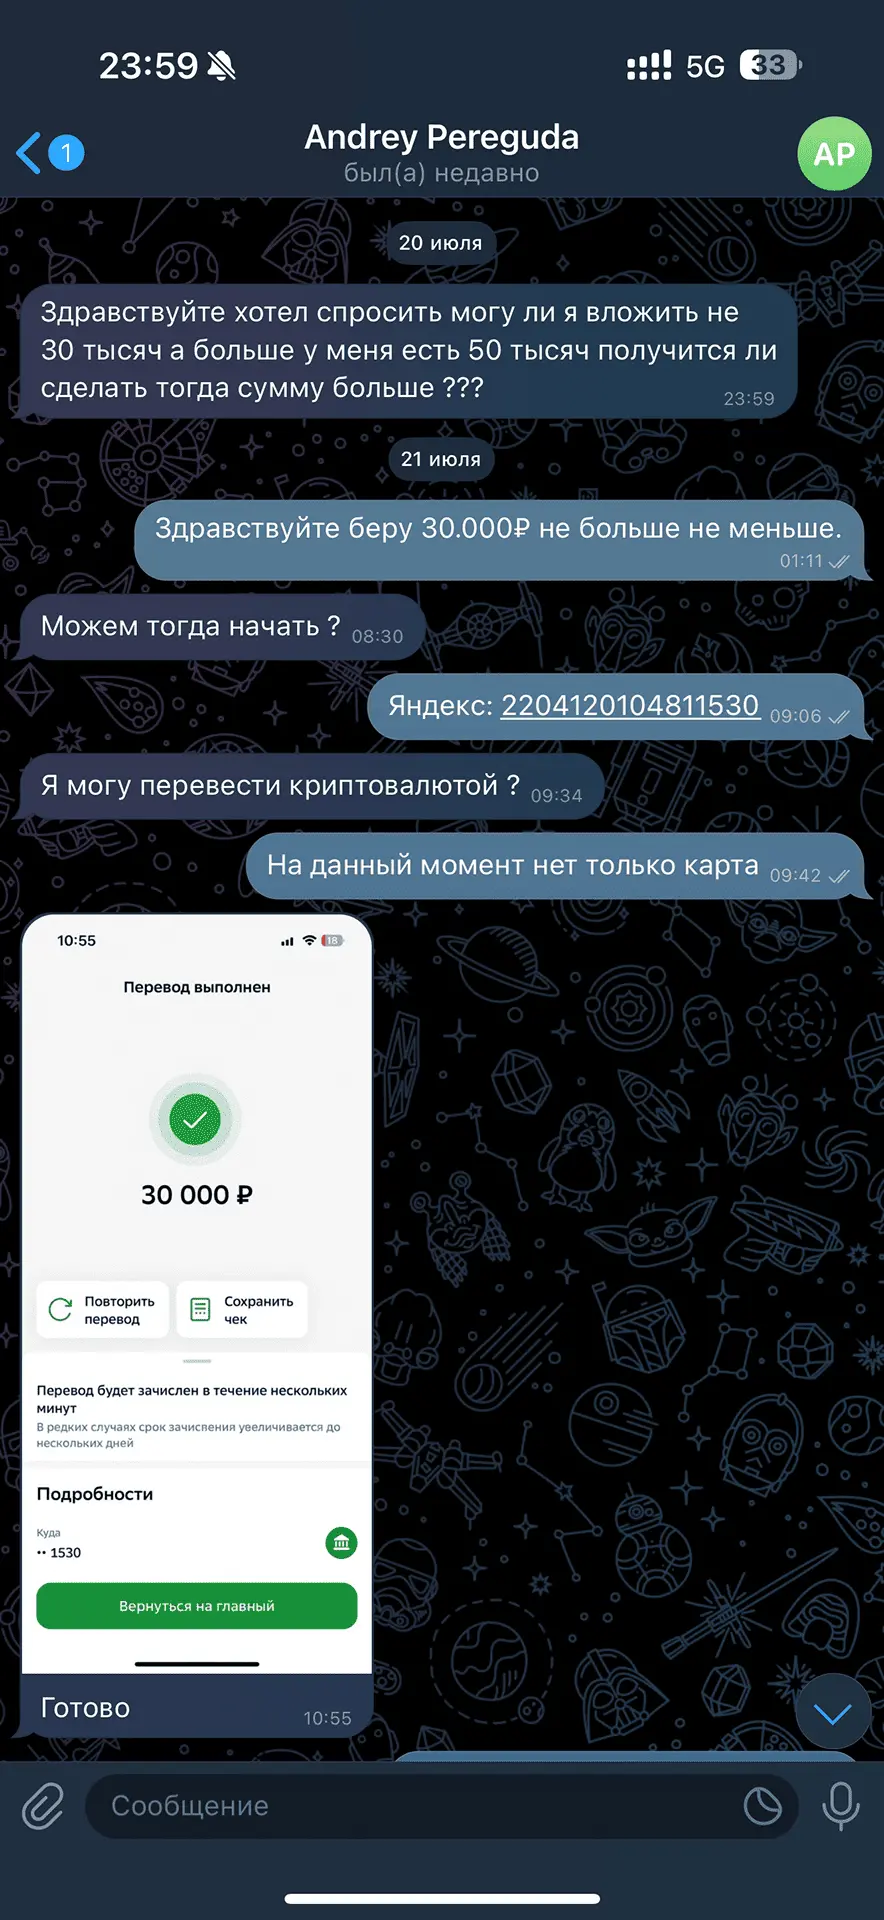 23:59
5G 33
1
Andrey Pereguda
был(а) недавно
AP
20 июля
Здравствуйте хотел спросить могу ли я вложить не
30 тысяч а больше у меня есть 50 тысяч получится ли
сделать тогда сумму больше ???
23:59
21 июля
Здравствуйте беру 30.000₽ не больше не меньше.
01:11
Можем тогда начать ? 08:30
Яндекс: 2204120104811530 09:06
Я могу перевести криптовалютой ? 09:34
На данный момент нет только карта 09:42
10:55
18
Перевод выполнен
30 000 ₽
Повторить
перевод
Сохранить
чек
Перевод будет зачислен в течение нескольких
минут
В редких случаях срок зачисления увеличивается до
нескольких дней
Подробности
Куда
•• 1530
Вернуться на главный
Готово 10:55
Сообщение